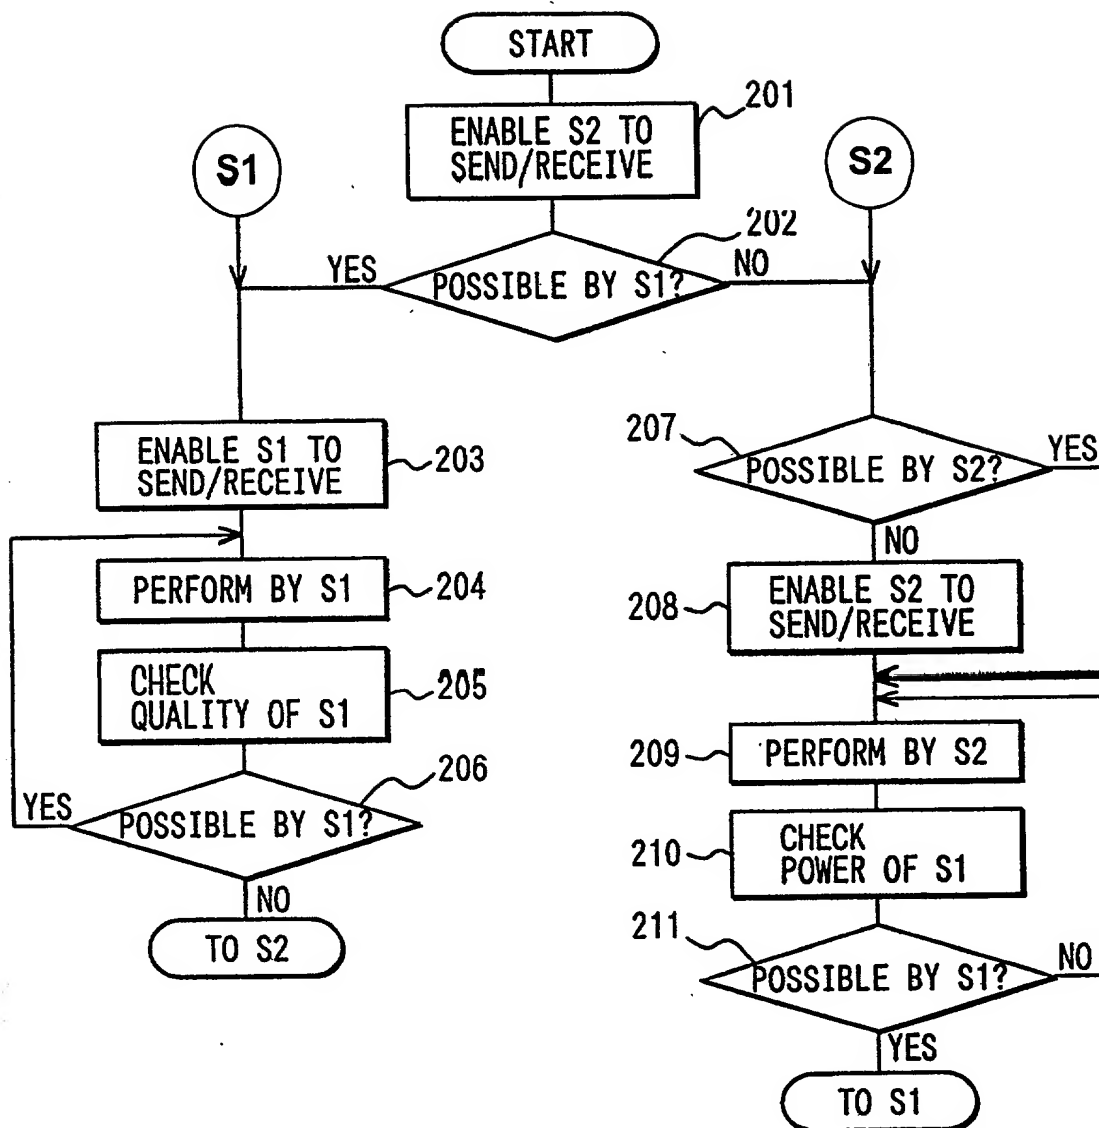 START
201
ENABLE S2 TO
SEND/RECEIVE
S1
S2
202
YES
POSSIBLE BY S1?
NO
ENABLE S1 TO
SEND/RECEIVE
203
207
POSSIBLE BY S2?
YES
NO
PERFORM BY S1
204
208
ENABLE S2 TO
SEND/RECEIVE
CHECK
QUALITY OF S1
205
209
PERFORM BY S2
206
YES
POSSIBLE BY S1?
NO
TO S2
210
CHECK
POWER OF S1
211
POSSIBLE BY S1?
NO
YES
TO S1